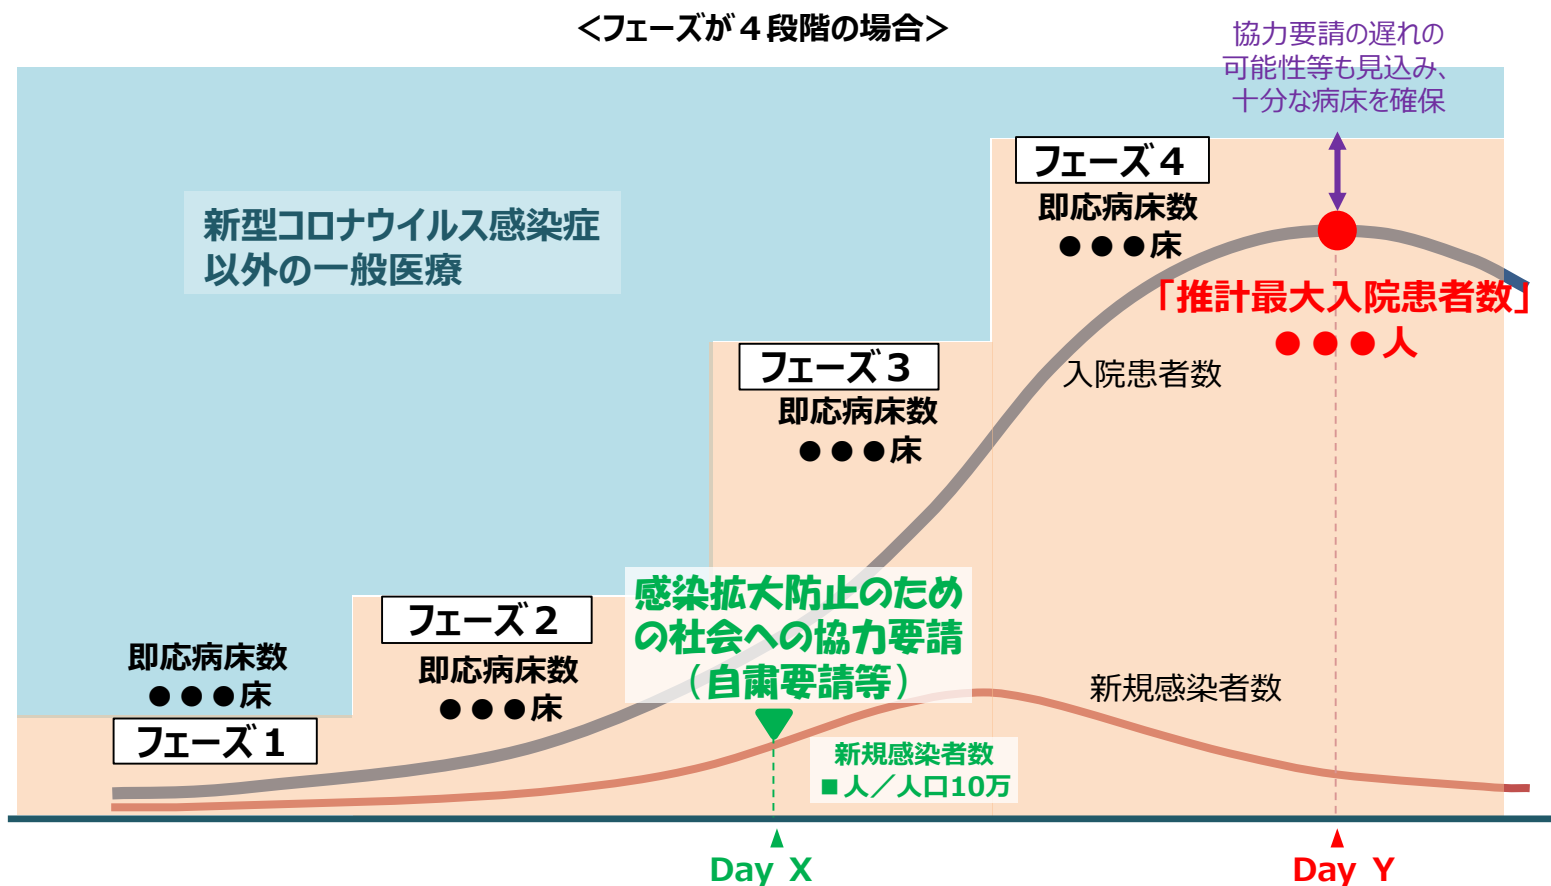 <フェーズが４段階の場合>
協力要請の遅れの
可能性等も見込み、
十分な病床を確保
フェーズ４
即応病床数
●●●床
新型コロナウイルス感染症
以外の一般医療
「推計最大入院患者数」
●●●人
フェーズ３
即応病床数
●●●床
入院患者数
感染拡大防止のため
の社会への協力要請
（自粛要請等）
フェーズ２
即応病床数
●●●床
即応病床数
●●●床
フェーズ１
新規感染者数
新規感染者数
■人／人口10万
Day X
Day Y